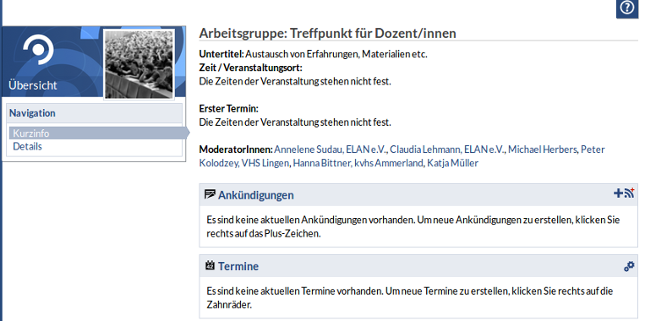 Arbeitsgruppe: Treffpunkt für Dozent/innen
Untertitel: Austausch von Erfahrungen, Materialien etc.
Zeit / Veranstaltungsort:
Die Zeiten der Veranstaltung stehen nicht fest.
Erster Termin:
Die Zeiten der Veranstaltung stehen nicht fest.
ModeratorInnen: Annelene Sudau, ELAN e.V., Claudia Lehmann, ELAN e.V., Michael Herbers, Peter
Kolodzey, VHS Lingen, Hanna Bittner, kvhs Ammerland, Katja Müller
Übersicht
Navigation
Kurzinfo
Details
Ankündigungen
Es sind keine aktuellen Ankündigungen vorhanden. Um neue Ankündigungen zu erstellen, klicken Sie
rechts auf das Plus-Zeichen.
Termine
Es sind keine aktuellen Termine vorhanden. Um neue Termine zu erstellen, klicken Sie rechts auf die
Zahnräder.